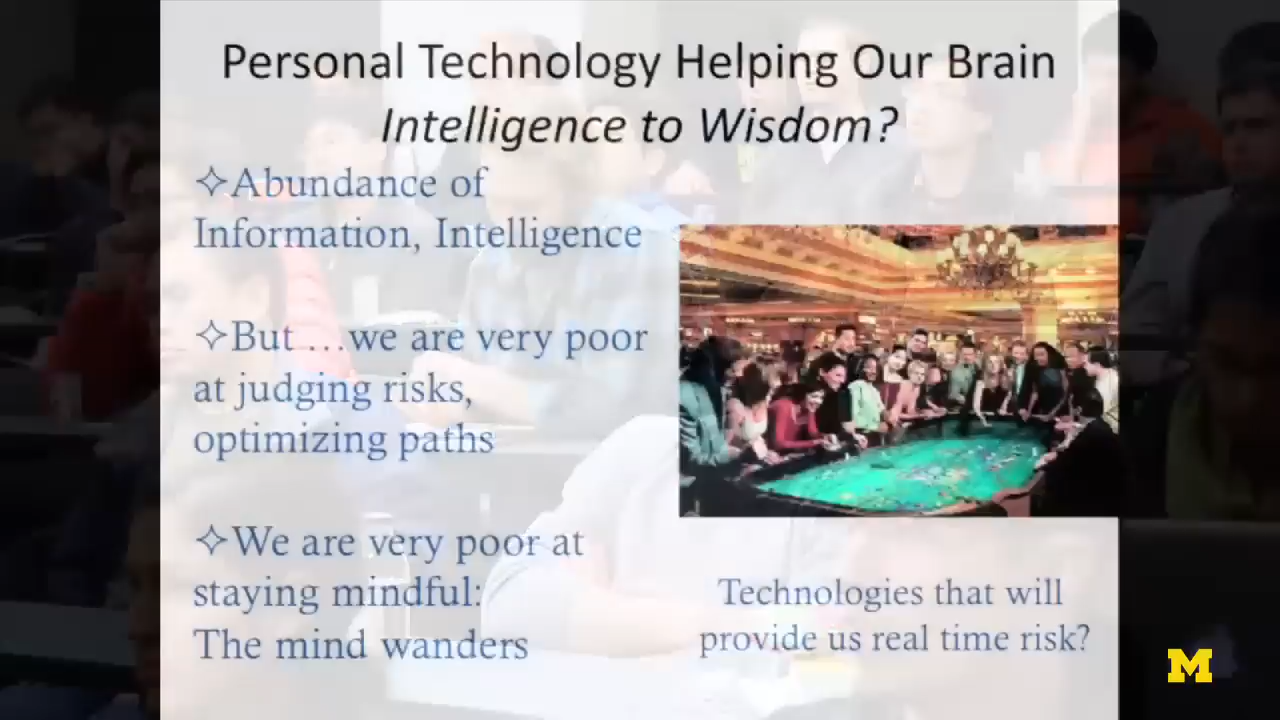 Personal Technology Helping Our Brain
Intelligence to Wisdom?
✧Abundance of
Information, Intelligence
✧But ...we are very poor
at judging risks,
optimizing paths
✧We are very poor at
staying mindful:
The mind wanders
Technologies that will
provide us real time risk?
M